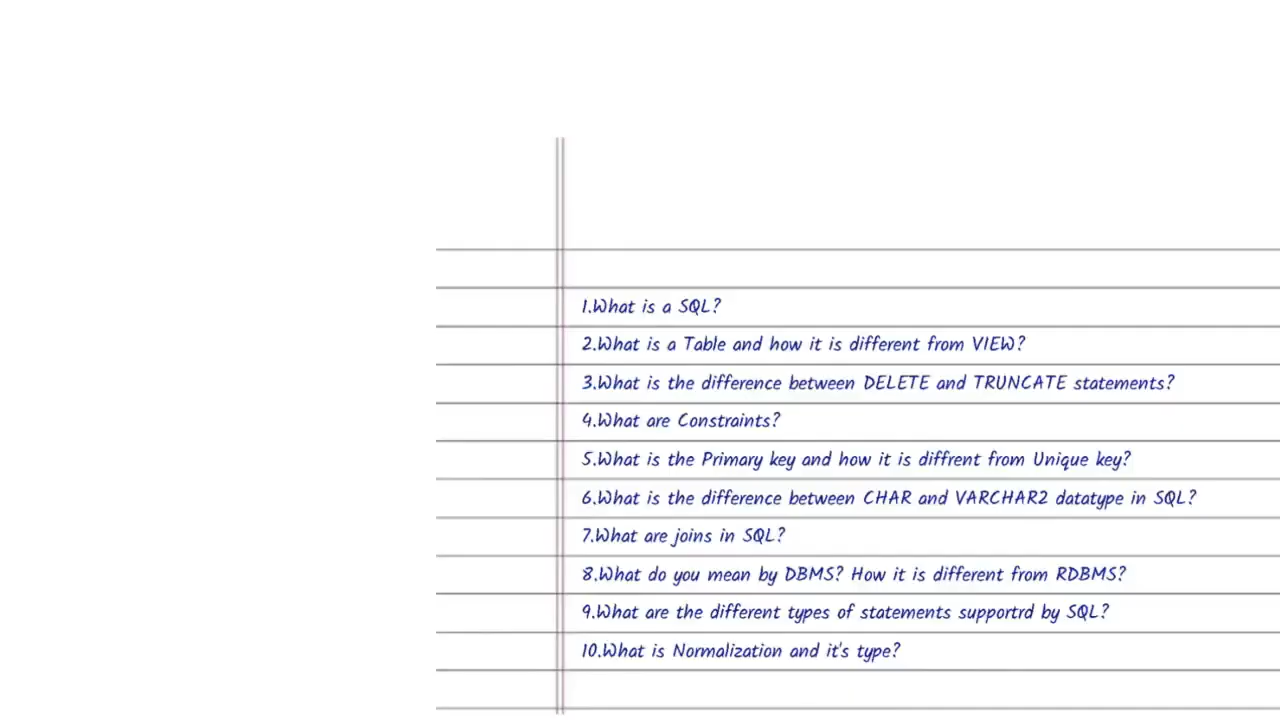 1.What is a SQL?
2.What is a Table and how it is different from VIEW?
3.What is the difference between DELETE and TRUNCATE statements?
4.What are Constraints?
5.What is the Primary key and how it is diffrent from Unique key?
6.What is the difference between CHAR and VARCHAR2 datatype in SQL?
7.What are joins in SQL?
8.What do you mean by DBMS? How it is different from RDBMS?
9.What are the different types of statements supportrd by SQL?
10.What is Normalization and it's type?